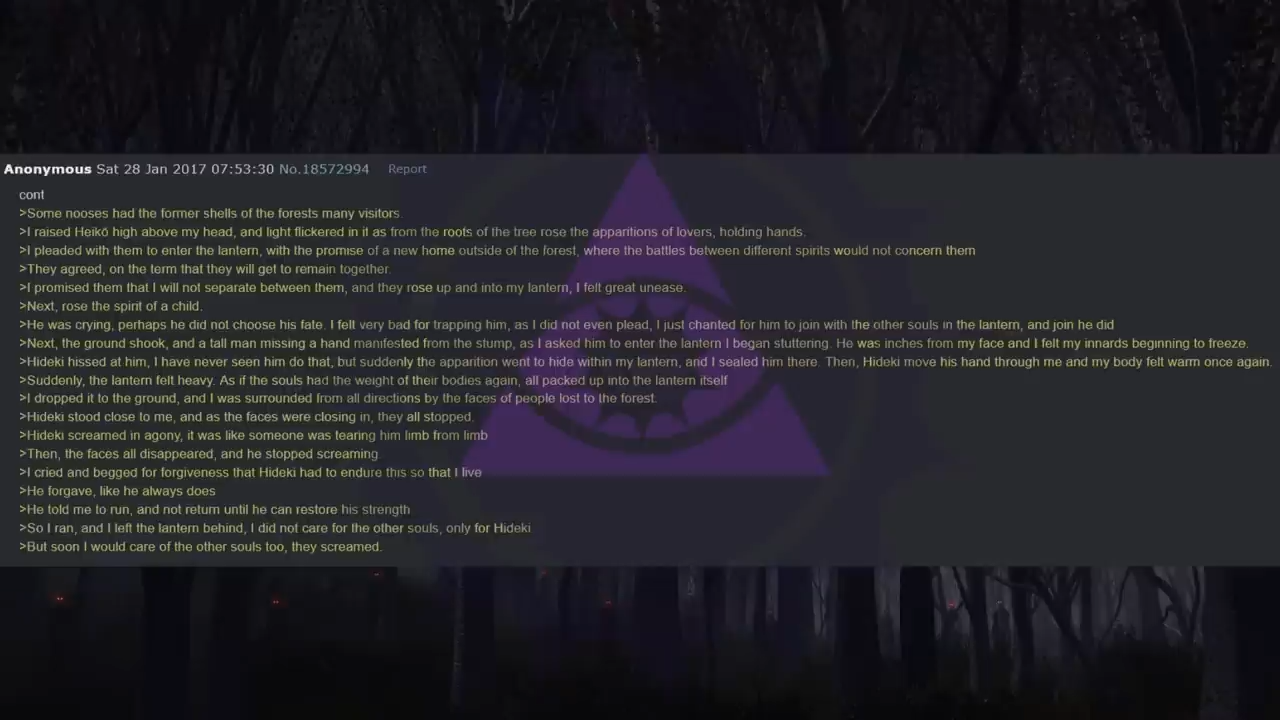 Anonymous Sat 28 Jan 2017 07:53:30 No.18572994 Report
cont
>Some nooses had the former shells of the forests many visitors.
>I raised Heikō high above my head, and light flickered in it as from the roots of the tree rose the apparitions of lovers, holding hands.
>I pleaded with them to enter the lantern, with the promise of a new home outside of the forest, where the battles between different spirits would not concern them
>They agreed, on the term that they will get to remain together.
>I promised them that I will not separate between them, and they rose up and into my lantern, I felt great unease.
>Next, rose the spirit of a child.
>He was crying, perhaps he did not choose his fate. I felt very bad for trapping him, as I did not even plead, I just chanted for him to join with the other souls in the lantern, and join he did
>Next, the ground shook, and a tall man missing a hand manifested from the stump, as I asked him to enter the lantern I began stuttering. He was inches from my face and I felt my innards beginning to freeze.
>Hideki hissed at him, I have never seen him do that, but suddenly the apparition went to hide within my lantern, and I sealed him there. Then, Hideki move his hand through me and my body felt warm once again.
>Suddenly, the lantern felt heavy. As if the souls had the weight of their bodies again, all packed up into the lantern itself
>I dropped it to the ground, and I was surrounded from all directions by the faces of people lost to the forest.
>Hideki stood close to me, and as the faces were closing in, they all stopped.
>Hideki screamed in agony, it was like someone was tearing him limb from limb
>Then, the faces all disappeared, and he stopped screaming.
>I cried and begged for forgiveness that Hideki had to endure this so that I live
>He forgave, like he always does
>He told me to run, and not return until he can restore his strength
>So I ran, and I left the lantern behind, I did not care for the other souls, only for Hideki
>But soon I would care of the other souls too, they screamed.